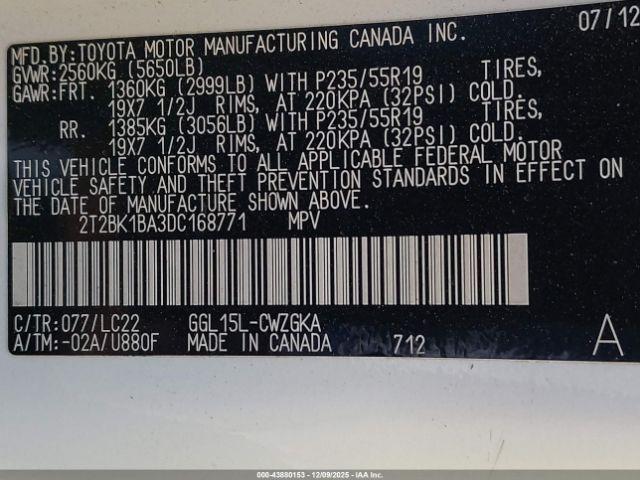 07/12
MFD.BY:TOYOTA MOTOR MANUFACTURING CANADA INC.
GVWR:2560KG (5650LB)
GAWR:FRT. 1360KG (2999LB) WITH P235/55R19 TIRES,
19X7 1/2J RIMS, AT 220KPA (32PSI) COLD.
RR. 1385KG (3056LB) WITH P235/55R19 TIRES,
19X7 1/2J RIMS, AT 220KPA (32PSI) COLD.
THIS VEHICLE CONFORMS TO ALL APPLICABLE FEDERAL MOTOR
VEHICLE SAFETY AND THEFT PREVENTION STANDARDS IN EFFECT ON
THE DATE OF MANUFACTURE SHOWN ABOVE.
2T2BK1BA3DC168771 MPV
C/TR:077/LC22 GGL15L-CWZGKA
A/TM:-02A/U880F MADE IN CANADA 712 A
000-43880153 - 12/09/2025 - IAAI Inc.